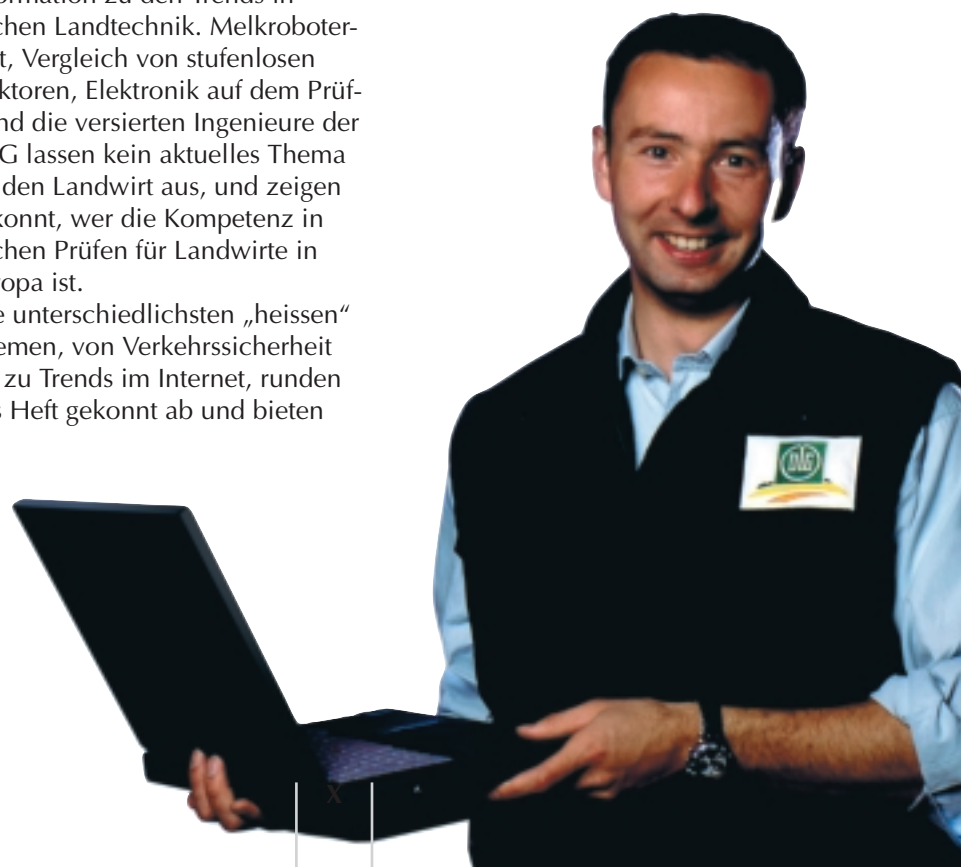 ormation zu den Trends in
chen Landtechnik. Melkroboter-
t, Vergleich von stufenlosen
ktoren, Elektronik auf dem Prüf-
nd die versierten Ingenieure der
G lassen kein aktuelles Thema
den Landwirt aus, und zeigen
konnt, wer die Kompetenz in
chen Prüfen für Landwirte in
ropa ist.
e unterschiedlichsten „heissen“
emen, von Verkehrssicherheit
zu Trends im Internet, runden
s Heft gekonnt ab und bieten
X